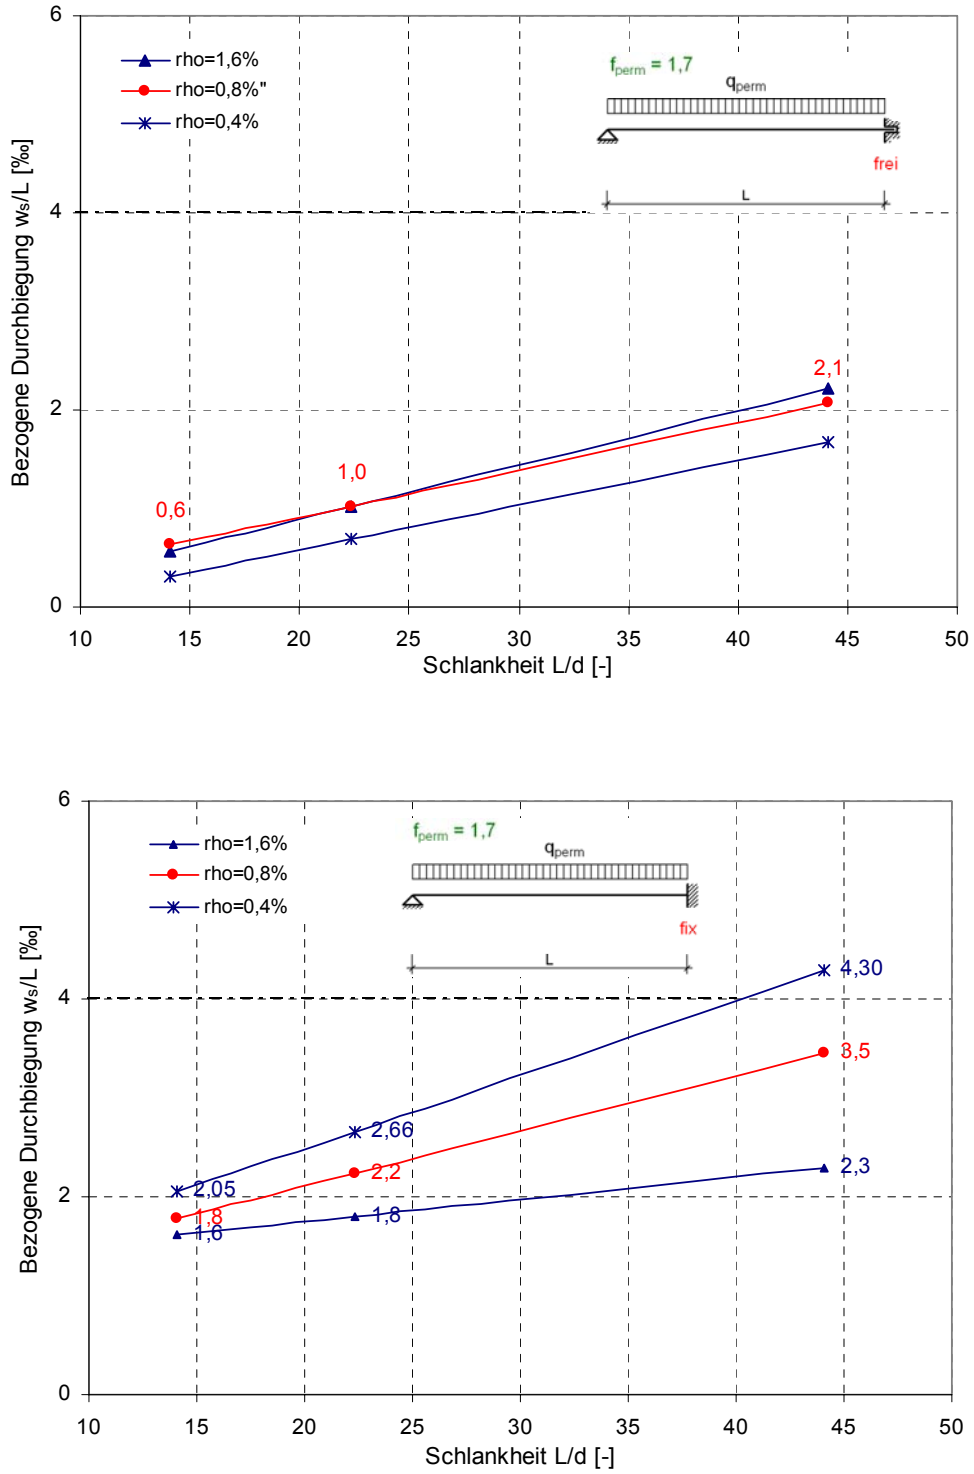 6
rho=1,6%
rho=0,8%"
rho=0,4%
f_perm = 1,7
q_perm
frei
L
4
2,1
2
1,0
0,6
0
10 15 20 25 30 35 40 45 50
Schlankheit L/d [-]
Bezogene Durchbiegung ws/L [‰]
6
rho=1,6%
rho=0,8%
rho=0,4%
f_perm = 1,7
q_perm
fix
L
4,30
4
3,5
2,66
2,2
2,3
2,05
2
1,8
1,8
1,6
0
10 15 20 25 30 35 40 45 50
Schlankheit L/d [-]
Bezogene Durchbiegung ws/L [‰]